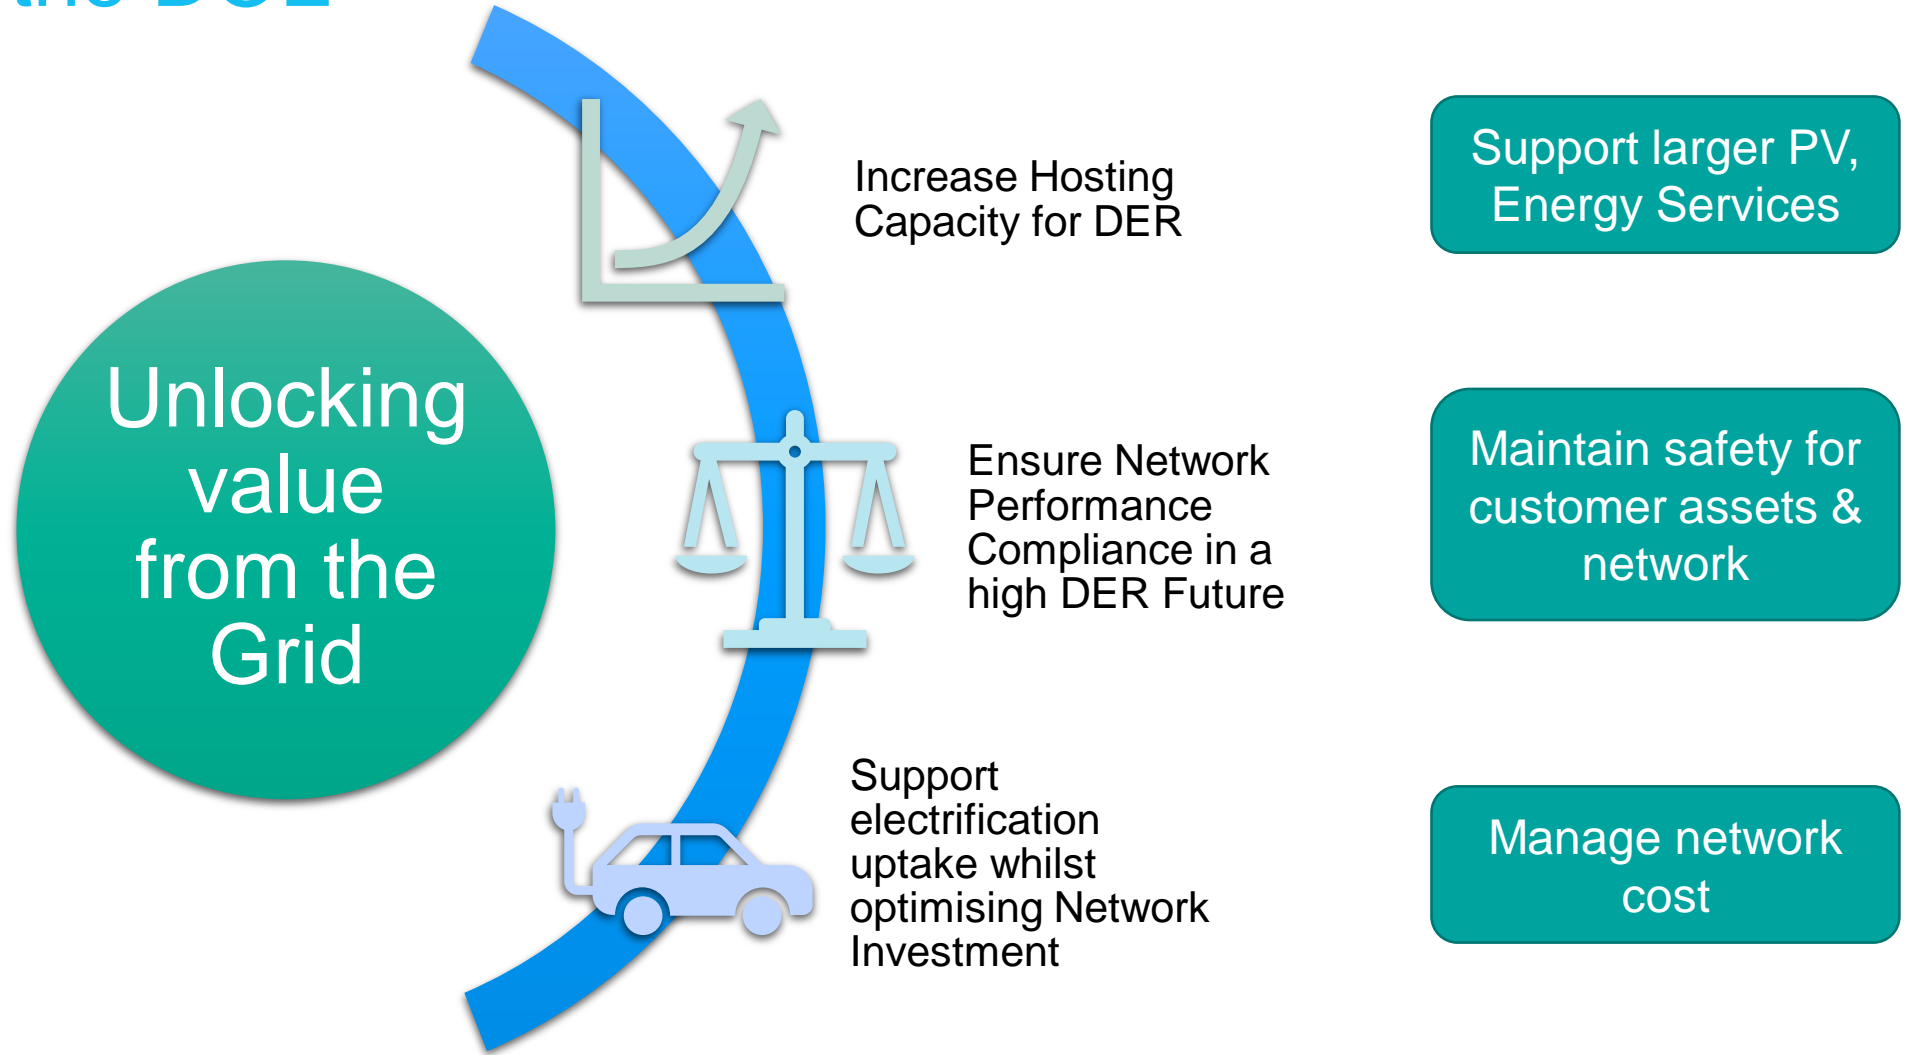 the DOE
Increase Hosting
Capacity for DER
Support larger PV,
Energy Services
Unlocking
value
from the
Grid
Ensure Network
Performance
Compliance in a
high DER Future
Maintain safety for
customer assets &
network
Support
electrification
uptake whilst
optimising Network
Investment
Manage network
cost